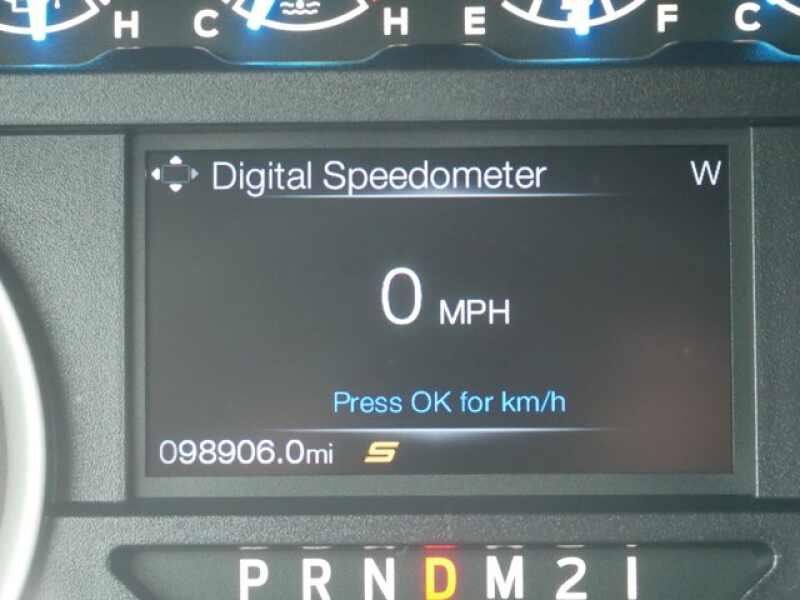 H C H E F C
Digital Speedometer W
0 MPH
Press OK for km/h
098906.0mi S
P R N D M 2 1